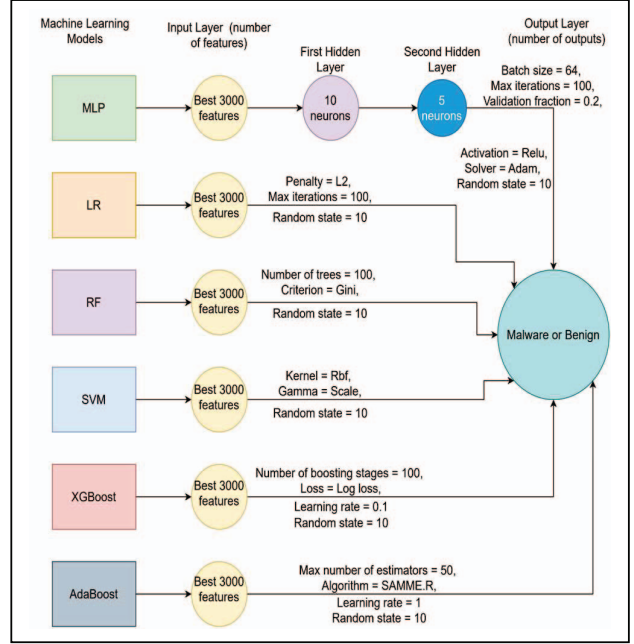 Machine Learning
Models
Input Layer (number
of features)
Output Layer
(number of outputs)
First Hidden
Layer
Second Hidden
Layer
MLP
Best 3000
features
10
neurons
5
neurons
Batch size = 64,
Max iterations = 100,
Validation fraction = 0.2,
Activation = Relu,
Solver = Adam,
Random state = 10
LR
Best 3000
features
Penalty = L2,
Max iterations = 100,
Random state = 10
RF
Best 3000
features
Number of trees = 100,
Criterion = Gini,
Random state = 10
Malware or Benign
SVM
Best 3000
features
Kernel = Rbf,
Gamma = Scale,
Random state = 10
XGBoost
Best 3000
features
Number of boosting stages = 100,
Loss = Log loss,
Learning rate = 0.1
Random state = 10
AdaBoost
Best 3000
features
Max number of estimators = 50,
Algorithm = SAMME.R,
Learning rate = 1
Random state = 10